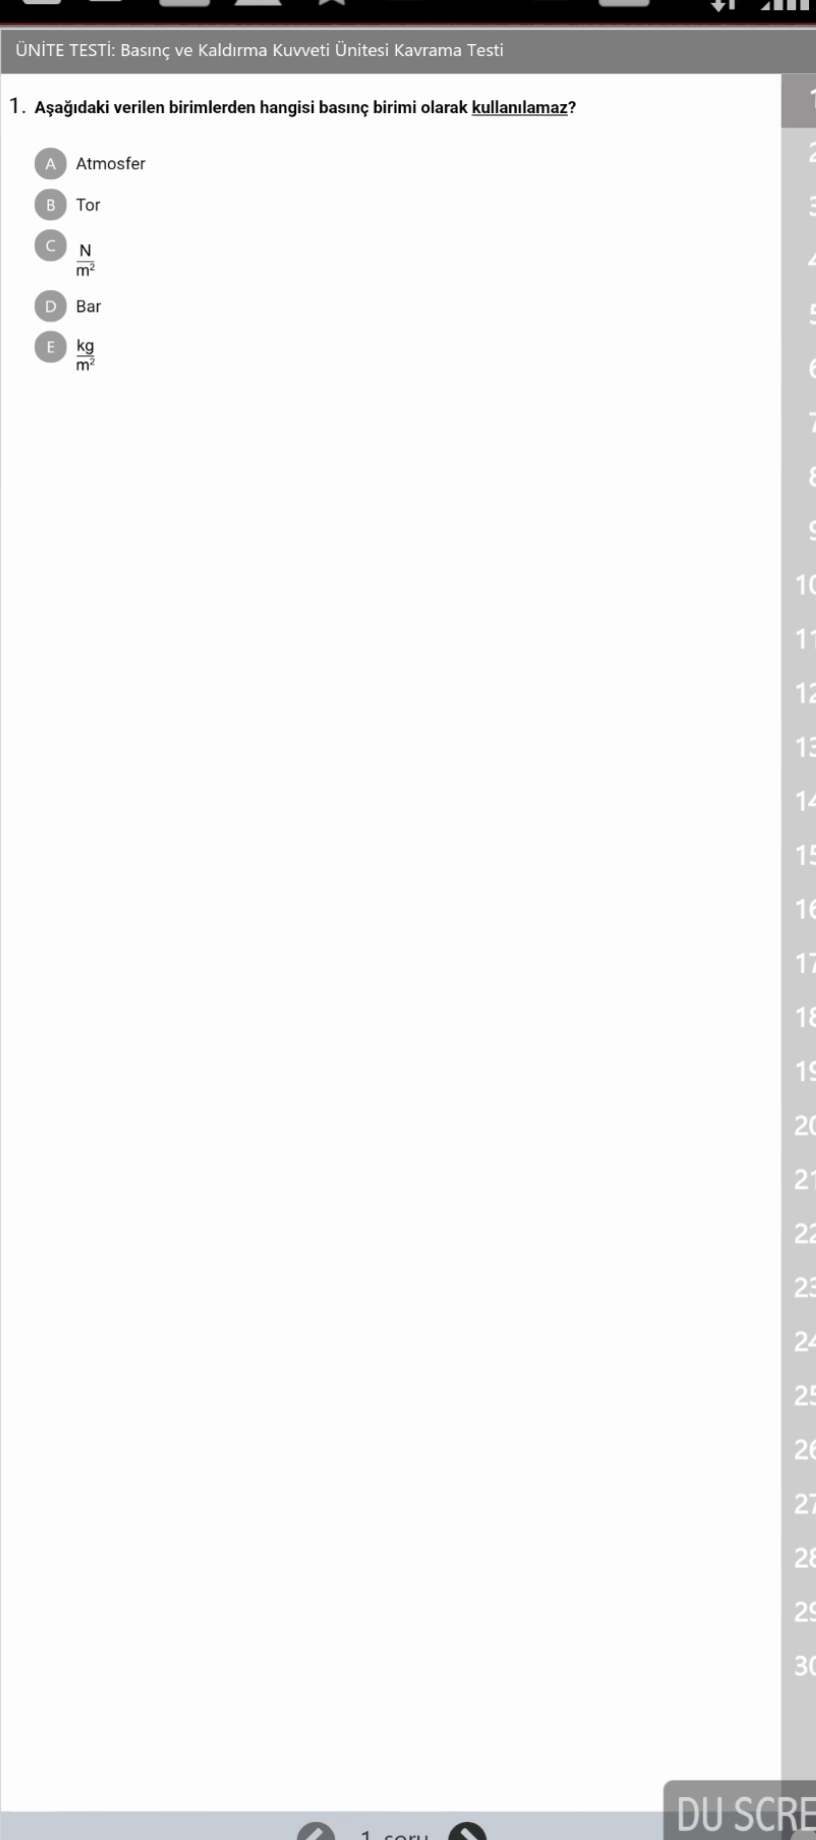 ÜNİTE TESTİ: Basınç ve Kaldırma Kuvveti Ünitesi Kavrama Testi
1. Aşağıdaki verilen birimlerden hangisi basınç birimi olarak kullanılamaz?
A Atmosfer
B Tor
C N
m²
D Bar
E kg
m²
10
11
12
13
14
15
16
17
18
19
20
21
22
23
24
25
26
27
28
29
30
DU SCRE
1. soru